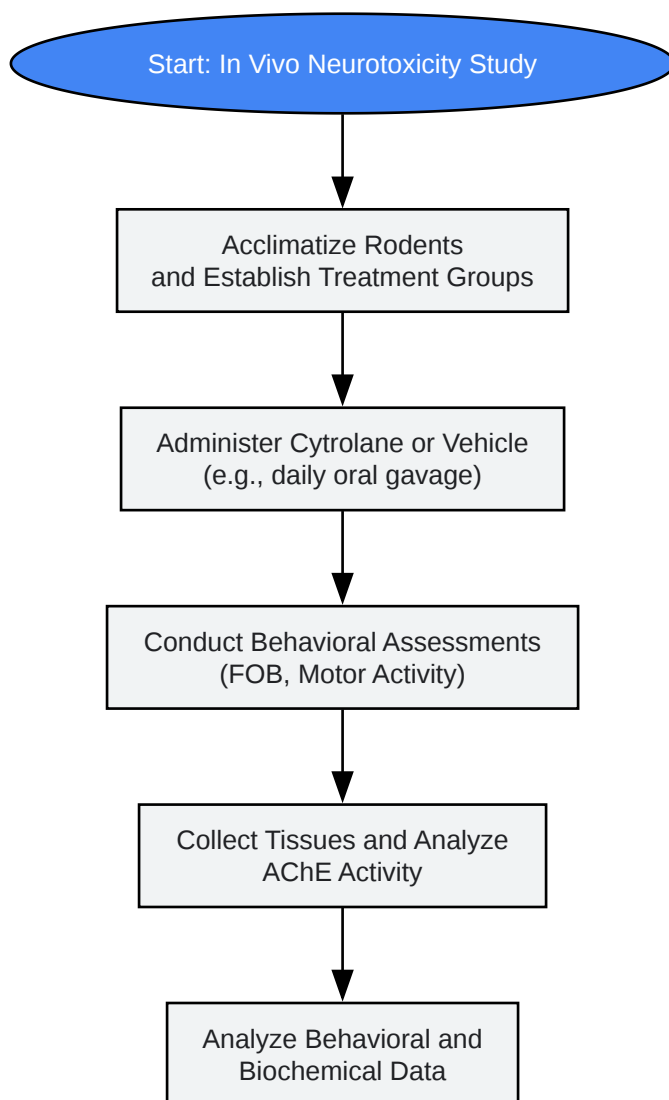 Start: In Vivo Neurotoxicity Study
Acclimatize Rodents
and Establish Treatment Groups
Administer Cytrolane or Vehicle
(e.g., daily oral gavage)
Conduct Behavioral Assessments
(FOB, Motor Activity)
Collect Tissues and Analyze
AChE Activity
Analyze Behavioral and
Biochemical Data